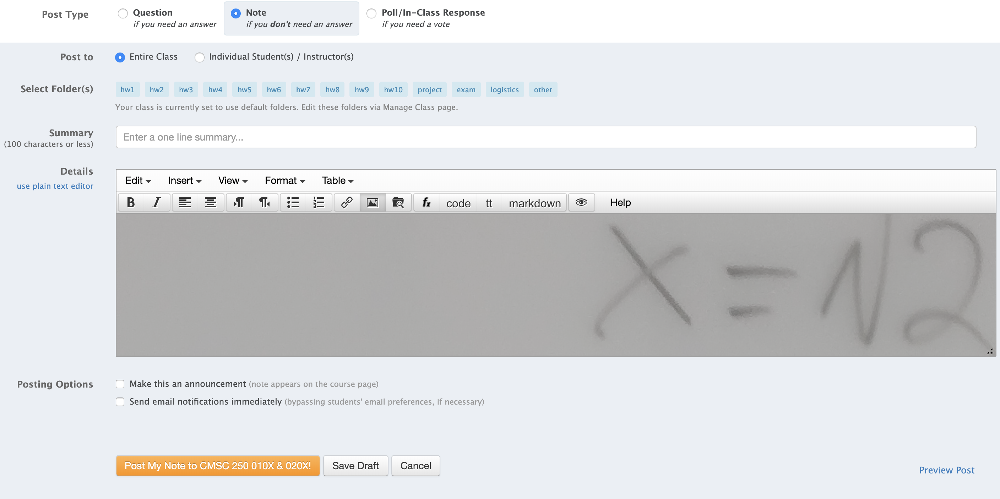 Post Type
Question
if you need an answer
Note
if you don't need an answer
Poll/In-Class Response
if you need a vote
Post to
Entire Class
Individual Student(s) / Instructor(s)
Select Folder(s)
hw1 hw2 hw3 hw4 hw5 hw6 hw7 hw8 hw9 hw10 project exam logistics other
Your class is currently set to use default folders. Edit these folders via Manage Class page.
Summary
(100 characters or less)
Enter a one line summary...
Details
use plain text editor
Edit Insert View Format Table
B I fx code tt markdown Help
x = √2
Posting Options
Make this an announcement (note appears on the course page)
Send email notifications immediately (bypassing students' email preferences, if necessary)
Post My Note to CMSC 250 010X & 020X! Save Draft Cancel
Preview Post